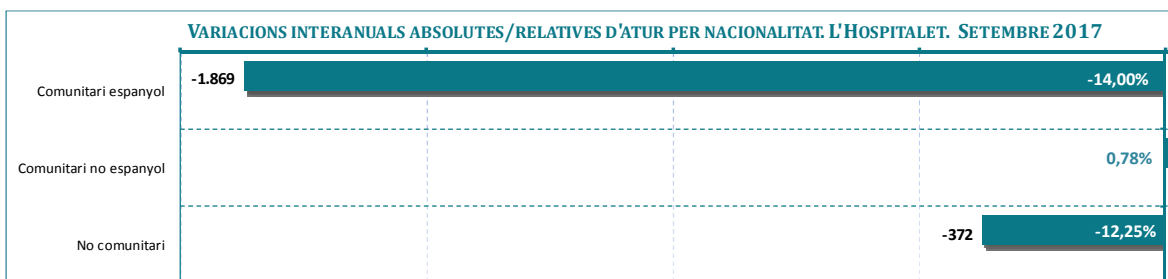 VARIACIONS INTERANUALS ABSOLUTES/RELATIVES D'ATUR PER NACIONALITAT. L'HOSPITALET. SETEMBRE 2017
Comunitari espanyol -1.869 -14,00%
Comunitari no espanyol 0,78%
No comunitari -372 -12,25%